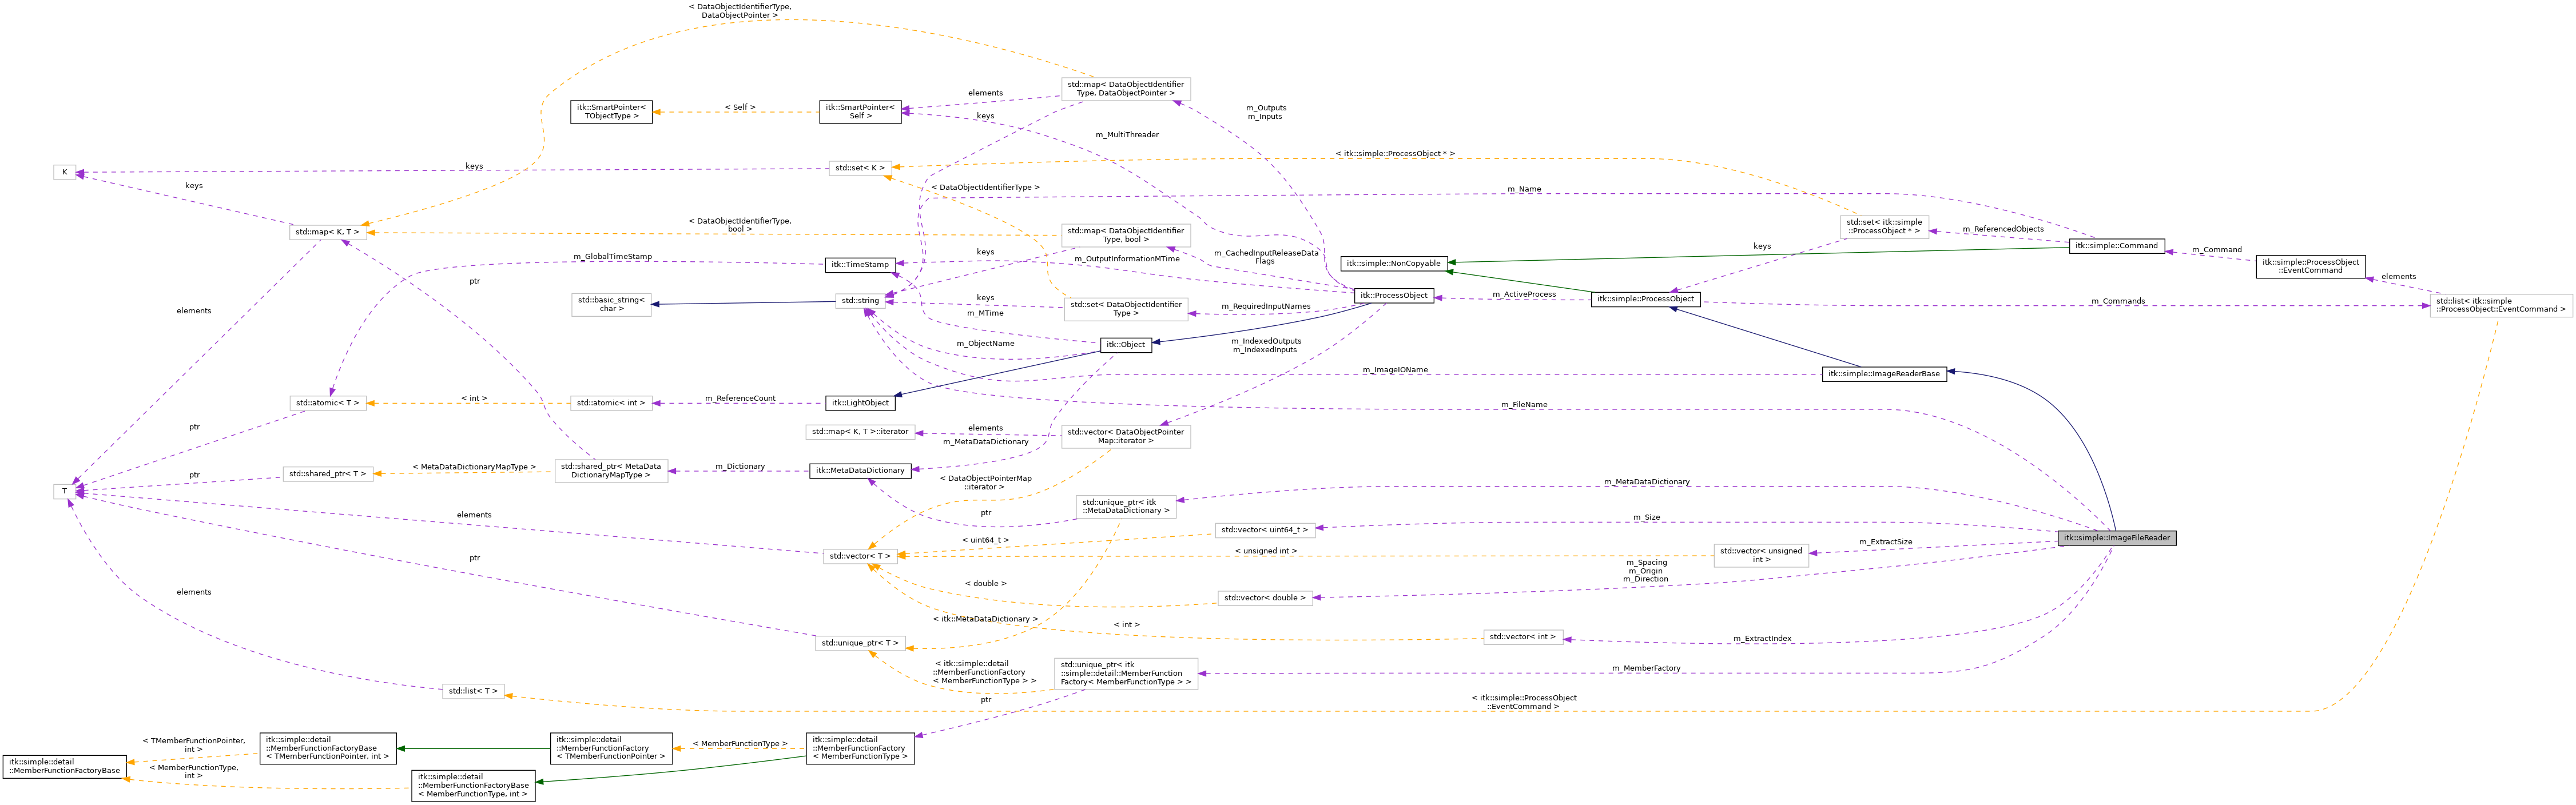 < DataObjectIdentifierType,
DataObjectPointer >
std::map< DataObjectIdentifier
Type, DataObjectPointer >
elements
itk::SmartPointer<
TObjectType >
< Self >
itk::SmartPointer<
Self >
keys
m_Outputs
m_Inputs
m_MultiThreader
< itk::simple::ProcessObject * >
K
keys
std::set< K >
keys
< DataObjectIdentifierType >
m_Name
std::map< K, T >
< DataObjectIdentifierType,
bool >
std::map< DataObjectIdentifier
Type, bool >
std::set< itk::simple
::ProcessObject * >
m_ReferencedObjects
itk::simple::Command
m_Command
itk::simple::ProcessObject
::EventCommand
elements
std::list< itk::simple
::ProcessObject::EventCommand >
keys
m_GlobalTimeStamp
itk::TimeStamp
keys
m_OutputInformationMTime
m_CachedInputReleaseData
Flags
itk::simple::NonCopyable
ptr
elements
std::basic_string<
char >
std::string
keys
std::set< DataObjectIdentifier
Type >
m_RequiredInputNames
itk::ProcessObject
m_ActiveProcess
itk::simple::ProcessObject
m_Commands
m_MTime
m_ObjectName
itk::Object
m_IndexedOutputs
m_IndexedInputs
m_ImageIOName
itk::simple::ImageReaderBase
std::atomic< T >
< int >
std::atomic< int >
m_ReferenceCount
itk::LightObject
m_FileName
ptr
std::map< K, T >::iterator
elements
std::vector< DataObjectPointer
Map::iterator >
m_MetaDataDictionary
ptr
std::shared_ptr< T >
< MetaDataDictionaryMapType >
std::shared_ptr< MetaData
DictionaryMapType >
m_Dictionary
itk::MetaDataDictionary
< DataObjectPointerMap
::iterator >
T
m_MetaDataDictionary
std::unique_ptr< itk
::MetaDataDictionary >
ptr
elements
m_Size
std::vector< uint64_t >
< uint64_t >
itk::simple::ImageFileReader
m_ExtractSize
std::vector< unsigned
int >
< unsigned int >
std::vector< T >
ptr
m_Spacing
m_Origin
m_Direction
< double >
std::vector< double >
elements
< itk::MetaDataDictionary >
< int >
std::vector< int >
m_ExtractIndex
std::unique_ptr< T >
< itk::simple::detail
::MemberFunctionFactory
< MemberFunctionType > >
std::unique_ptr< itk
::simple::detail::MemberFunction
Factory< MemberFunctionType > >
m_MemberFactory
std::list< T >
ptr
< itk::simple::ProcessObject
::EventCommand >
itk::simple::detail
::MemberFunctionFactoryBase
< TMemberFunctionPointer,
int >
itk::simple::detail
::MemberFunctionFactoryBase
< TMemberFunctionPointer, int >
itk::simple::detail
::MemberFunctionFactory
< TMemberFunctionPointer >
< MemberFunctionType >
itk::simple::detail
::MemberFunctionFactory
< MemberFunctionType >
< MemberFunctionType,
int >
itk::simple::detail
::MemberFunctionFactoryBase
< MemberFunctionType, int >